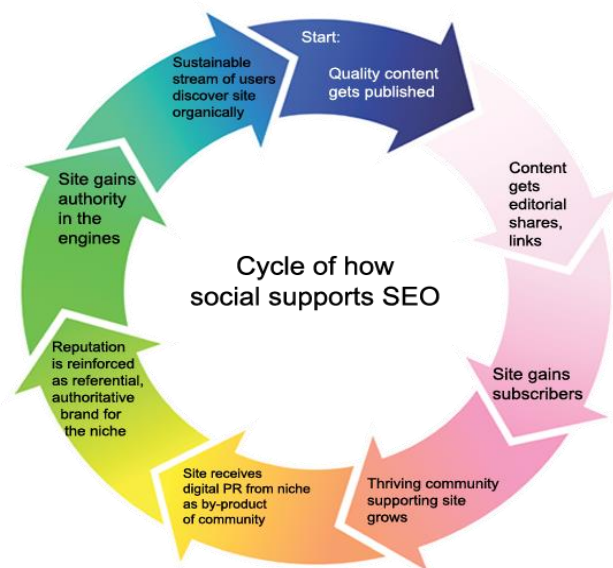 Start:
Quality content
gets published
Content
gets
editorial
shares,
links
Site gains
subscribers
Thriving community
supporting site
grows
Site receives
digital PR from niche
as by-product
of community
Reputation
is reinforced
as referential,
authoritative
brand for
the niche
Site gains
authority
in the
engines
Sustainable
stream of users
discover site
organically
Cycle of how
social supports SEO